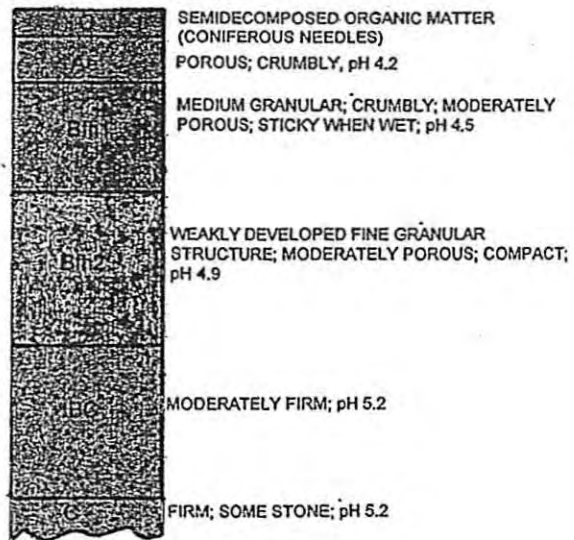 SEMIDECOMPOSED ORGANIC MATTER
(CONIFEROUS NEEDLES)
POROUS; CRUMBLY, pH 4.2
MEDIUM GRANULAR; CRUMBLY; MODERATELY
POROUS; STICKY WHEN WET; pH 4.5
WEAKLY DEVELOPED FINE GRANULAR
STRUCTURE; MODERATELY POROUS; COMPACT;
pH 4.9
MODERATELY FIRM; pH 5.2
FIRM; SOME STONE; pH 5.2